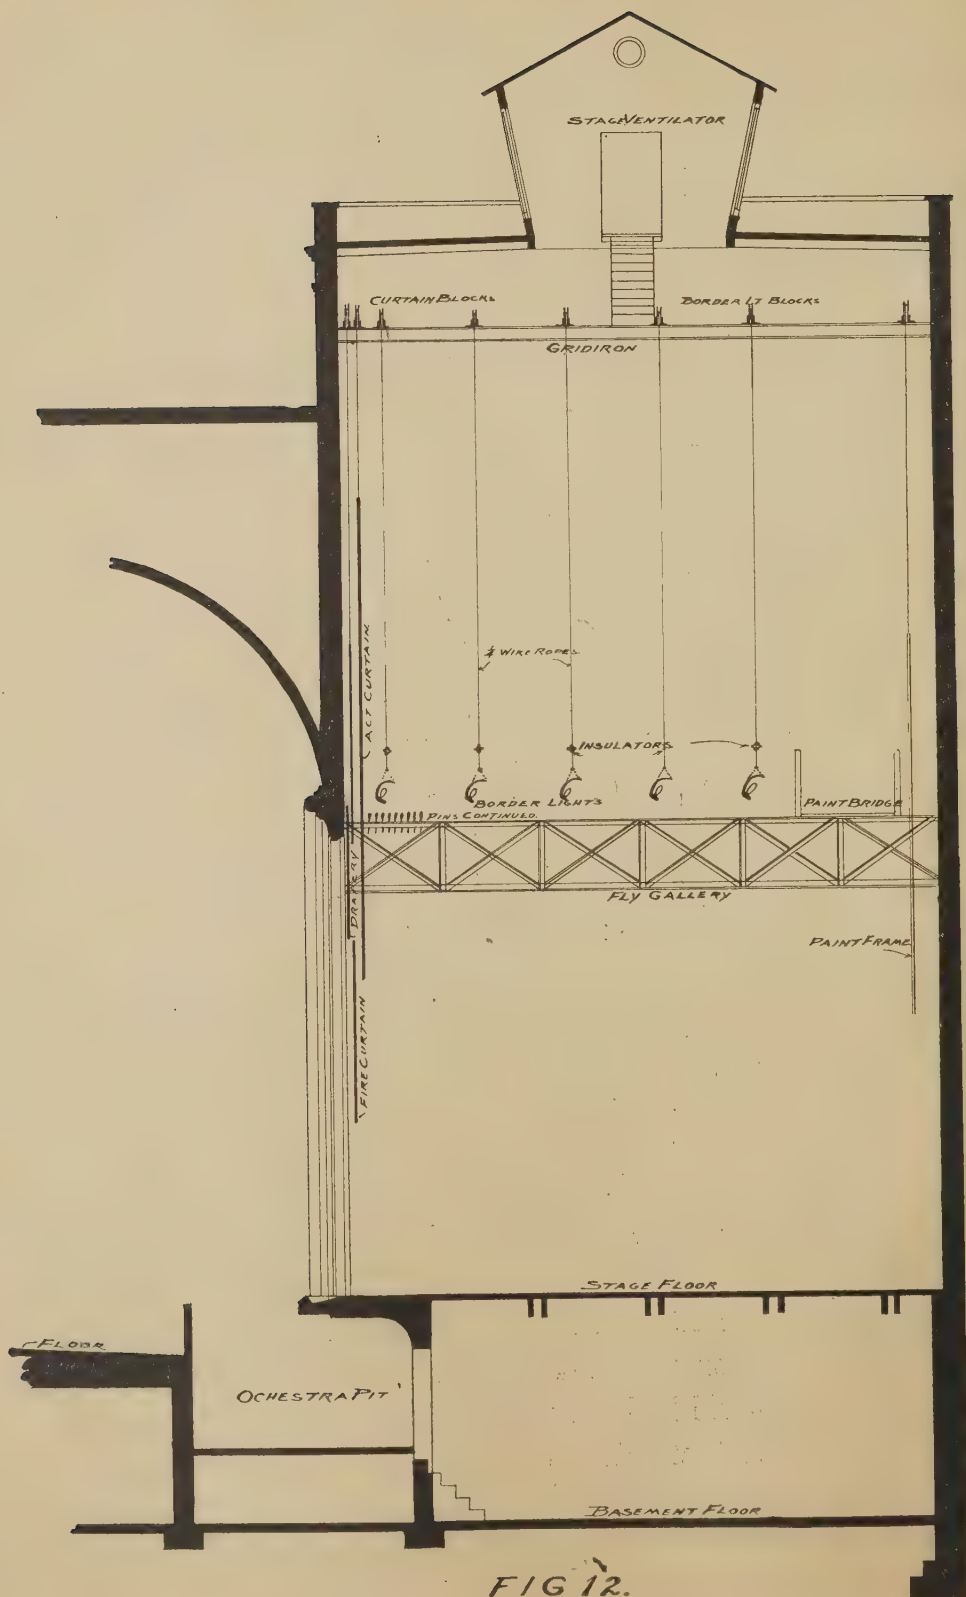 STAGE VENTILATOR
CURTAIN BLOCKS
BORDER LT BLOCKS
GRIDIRON
ACT CURTAIN
WIRE ROPES
INSULATORS
BORDER LIGHTS
PAINT BRIDGE
PINS CONTINUED.
DRAPERY
FLY GALLERY
PAINT FRAME
FIRE CURTAIN
STAGE FLOOR
FLOOR
OCHESTRA PIT
BASEMENT FLOOR
FIG 12.